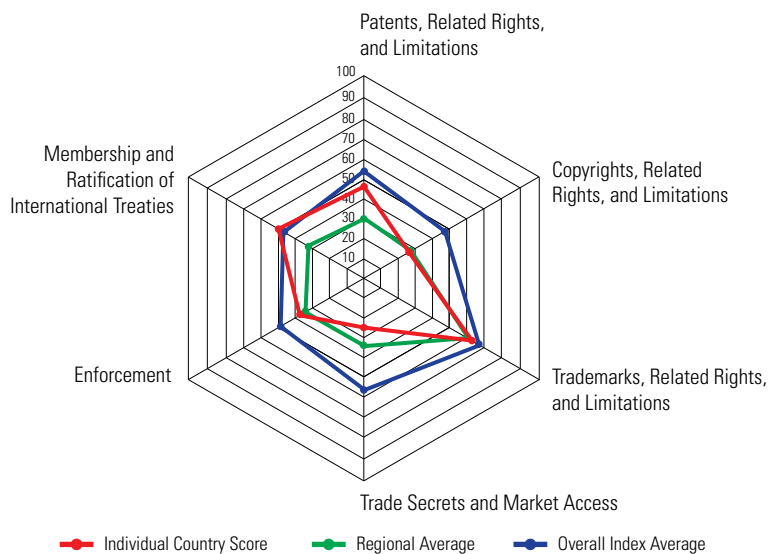 Patents, Related Rights,
and Limitations
100
90
80
70
60
50
40
30
20
10
Membership and
Ratification of
International Treaties
Copyrights, Related
Rights, and Limitations
Enforcement
Trademarks, Related Rights,
and Limitations
Trade Secrets and Market Access
Individual Country Score
Regional Average
Overall Index Average